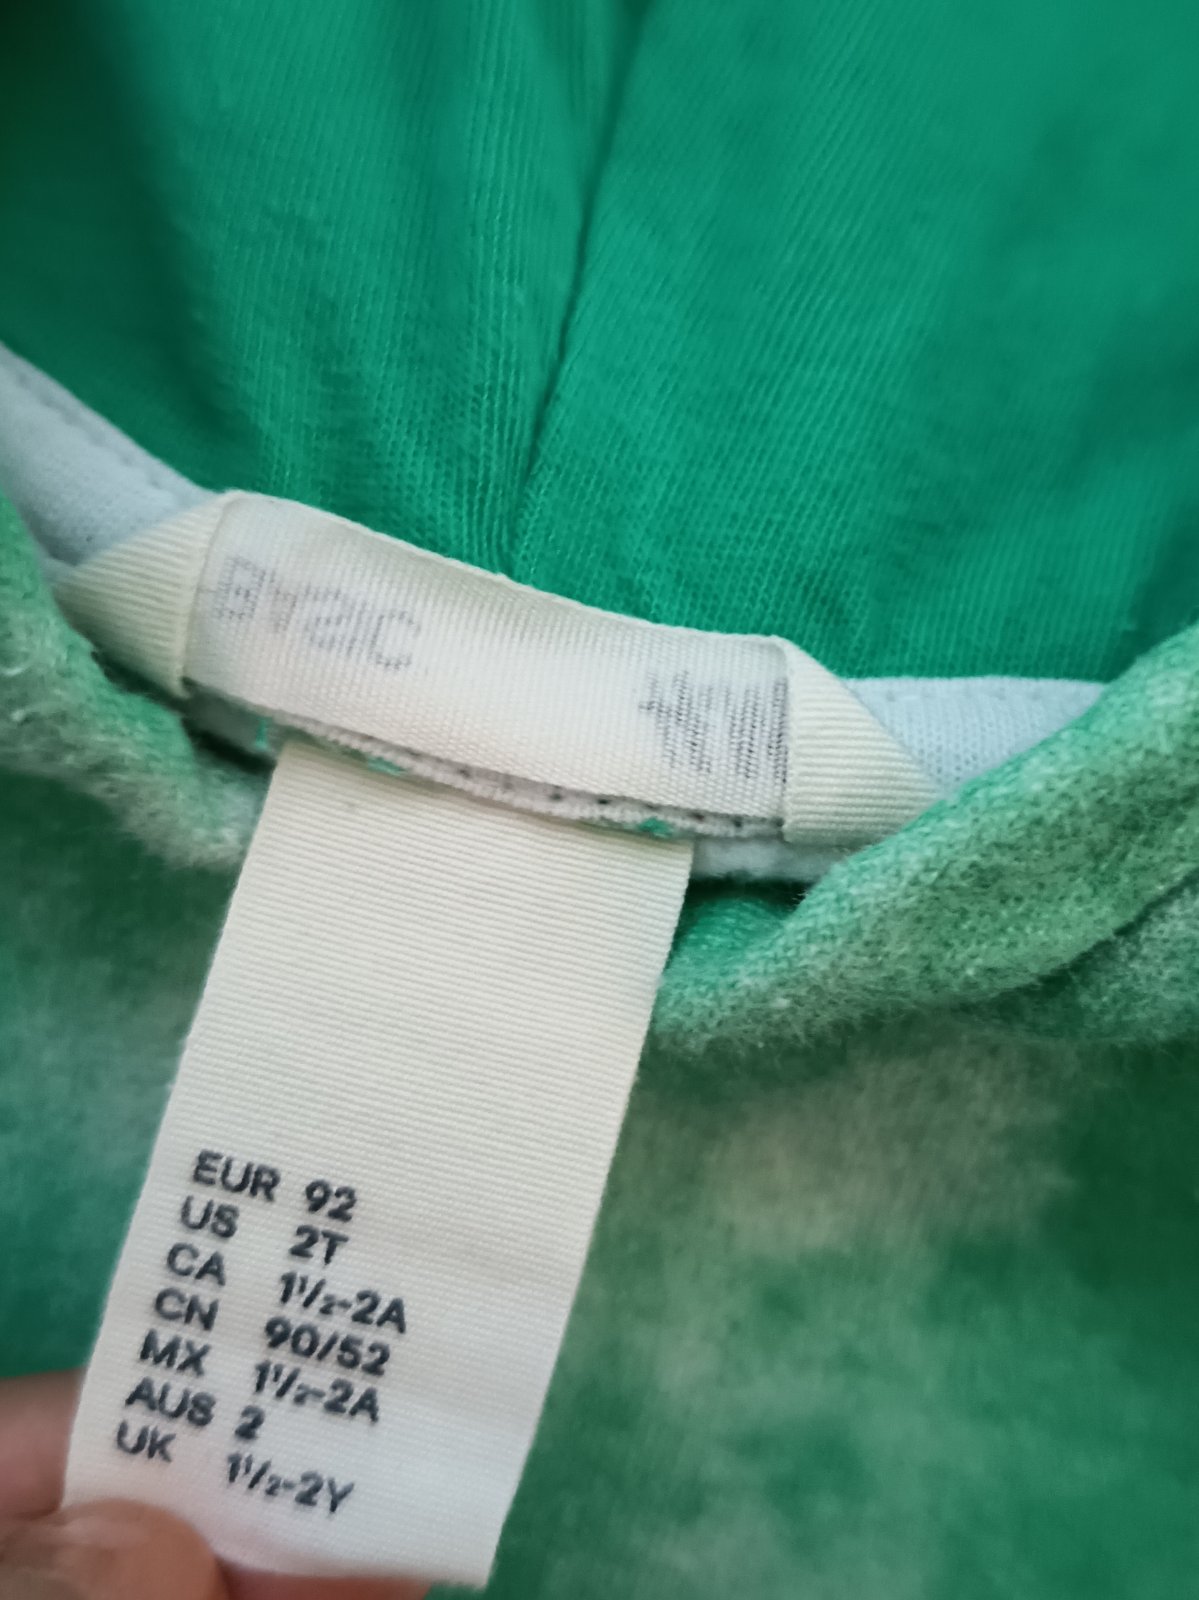 EUR 92
US 2T
CA 1½-2A
CN 90/52
MX 1½-2A
AUS 2
UK 1½-2Y